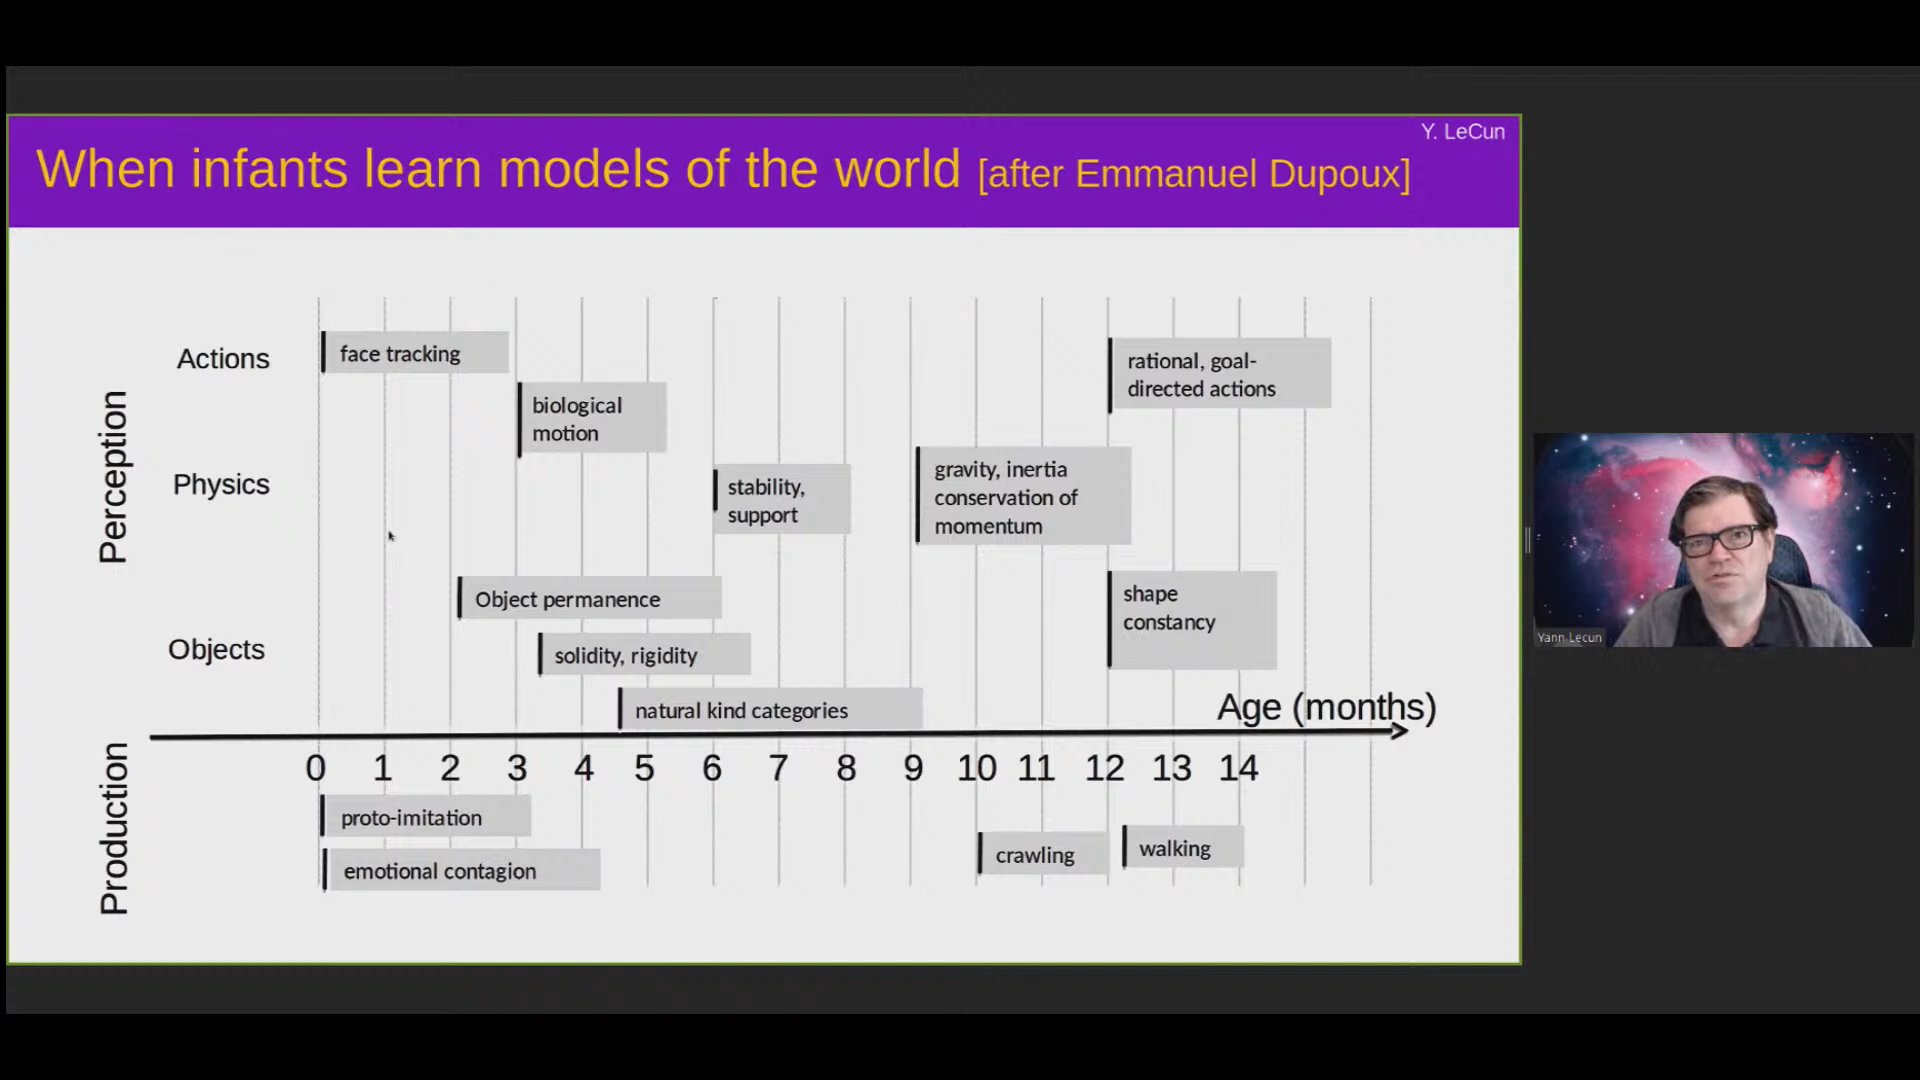 Y. LeCun
When infants learn models of the world [after Emmanuel Dupoux]
Perception
Actions
face tracking
rational, goal-
directed actions
biological
motion
Physics
stability,
support
gravity, inertia
conservation of
momentum
Objects
Object permanence
solidity, rigidity
natural kind categories
shape
constancy
Age (months)
0 1 2 3 4 5 6 7 8 9 10 11 12 13 14
Production
proto-imitation
emotional contagion
crawling
walking
Yann Lecun